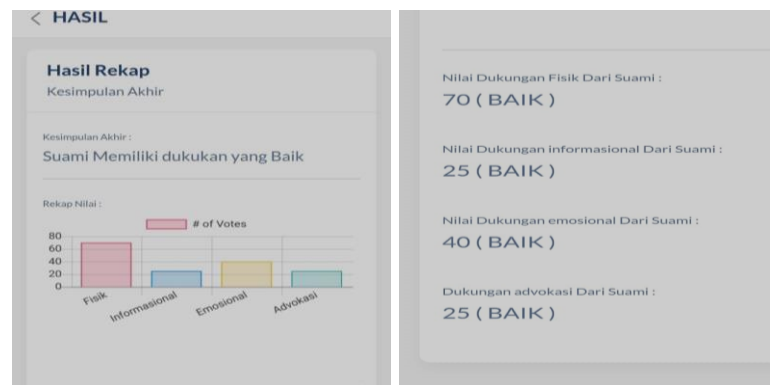 < HASIL
Hasil Rekap
Kesimpulan Akhir
Kesimpulan Akhir :
Suami Memiliki dukukan yang Baik
Rekap Nilai :
# of Votes
80
60
40
20
0
Fisik
Informasional
Emosional
Advokasi
Nilai Dukungan Fisik Dari Suami :
70 ( BAIK )
Nilai Dukungan informasional Dari Suami :
25 ( BAIK )
Nilai Dukungan emosional Dari Suami :
40 ( BAIK )
Dukungan advokasi Dari Suami :
25 ( BAIK )